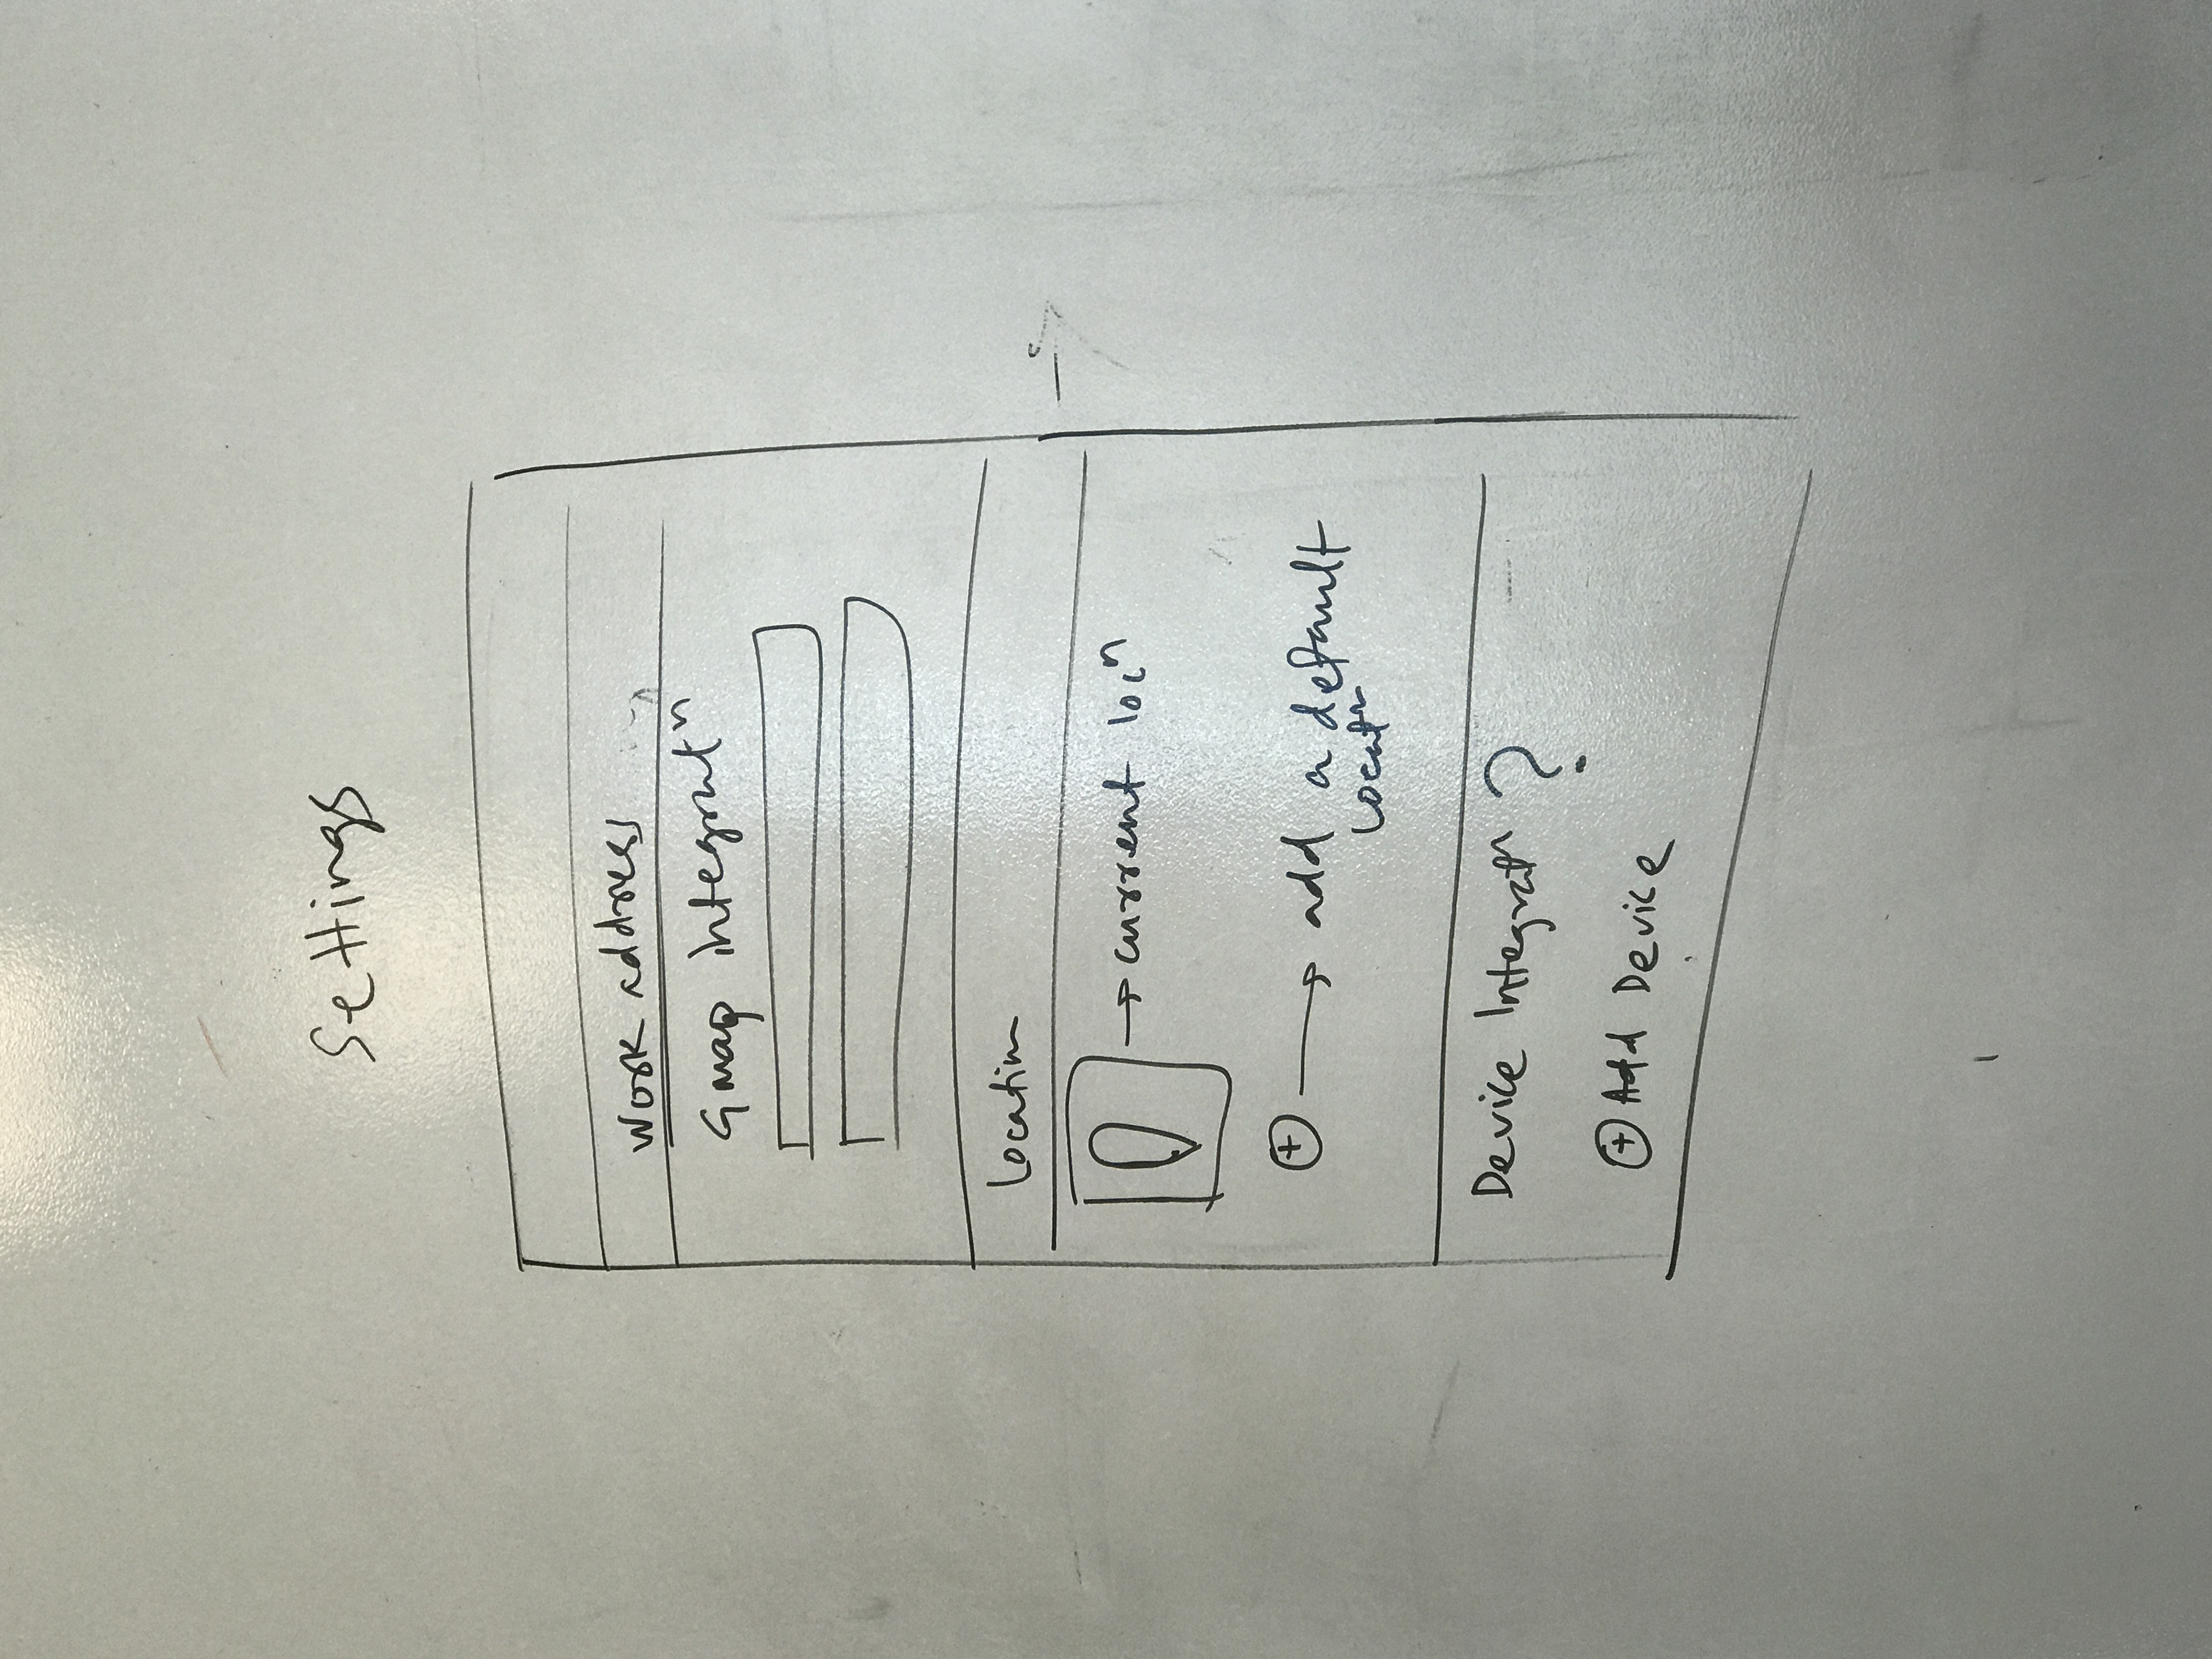 Settings
Work address
Gmap integratⁿ
Location
→ current locⁿ
+ → add a default
locatⁿ
Device Integratⁿ ?
+ Add Device